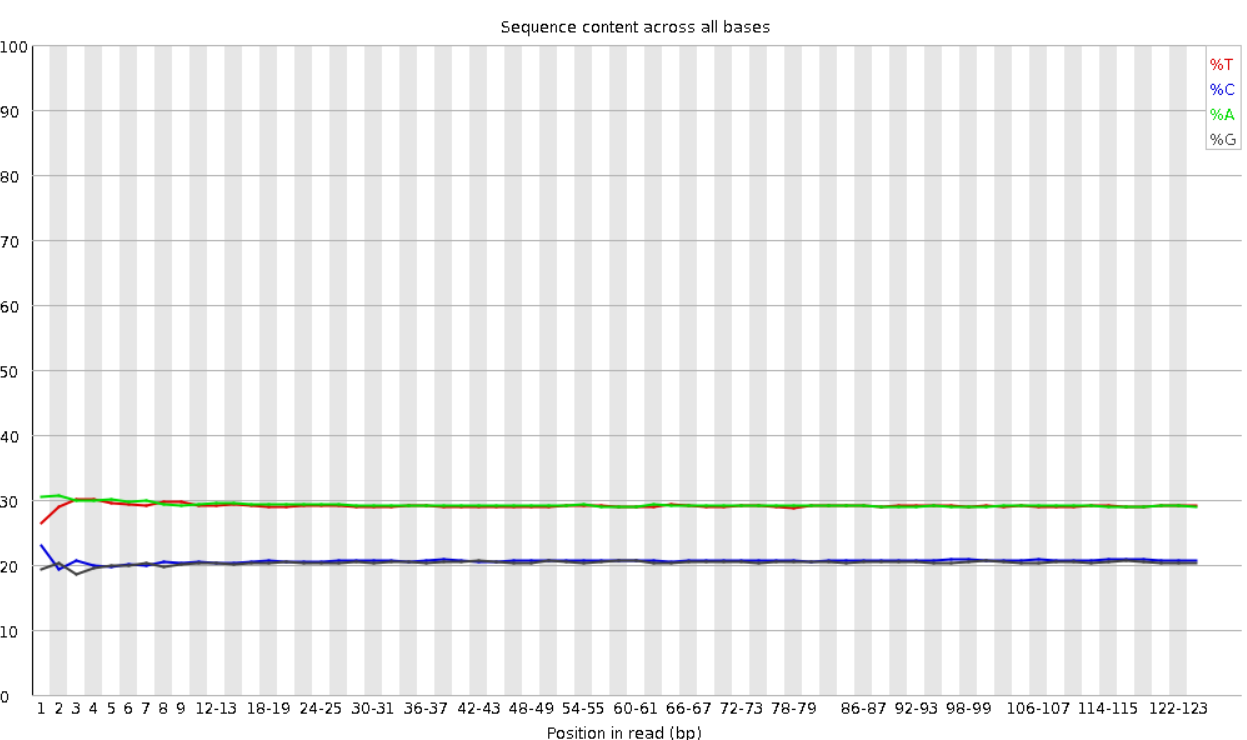 Sequence content across all bases
100
90
80
70
60
50
40
30
20
10
0
%T
%C
%A
%G
1 2 3 4 5 6 7 8 9 12-13 18-19 24-25 30-31 36-37 42-43 48-49 54-55 60-61 66-67 72-73 78-79 86-87 92-93 98-99 106-107 114-115 122-123
Position in read (bp)